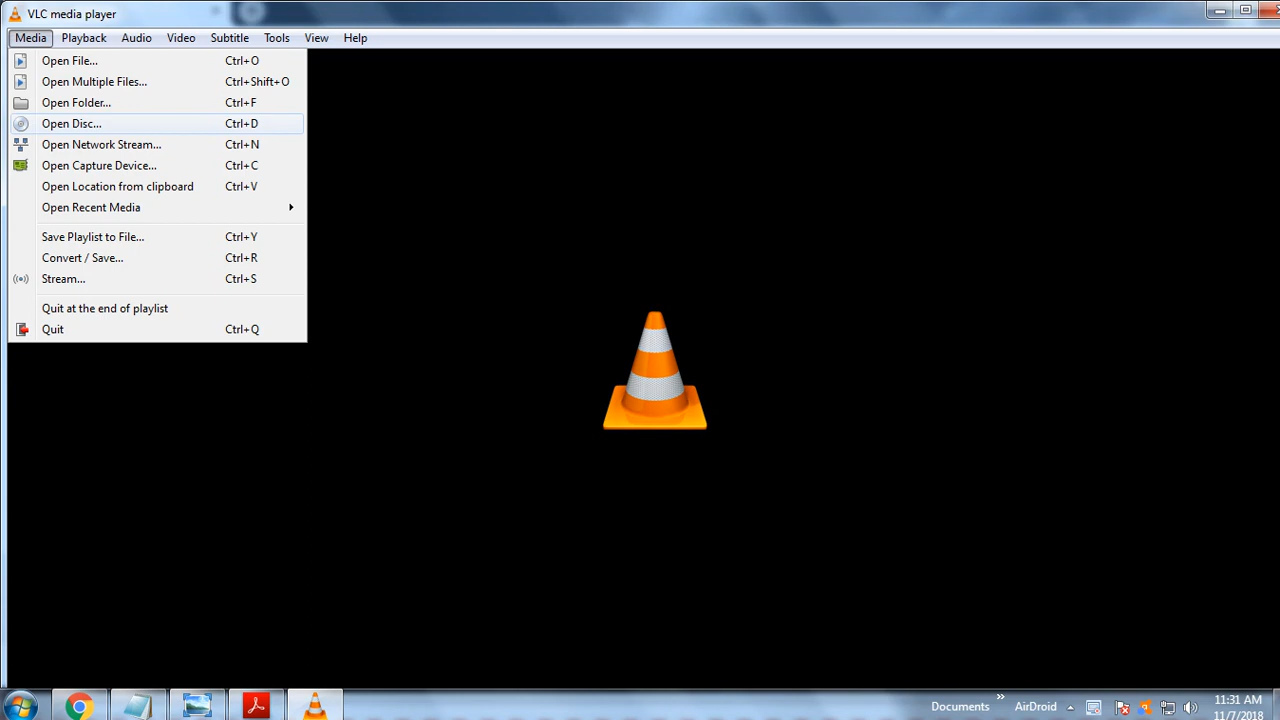 VLC media player
Media Playback Audio Video Subtitle Tools View Help
Open File... Ctrl+O
Open Multiple Files... Ctrl+Shift+O
Open Folder... Ctrl+F
Open Disc... Ctrl+D
Open Network Stream... Ctrl+N
Open Capture Device... Ctrl+C
Open Location from clipboard Ctrl+V
Open Recent Media
Save Playlist to File... Ctrl+Y
Convert / Save... Ctrl+R
Stream... Ctrl+S
Quit at the end of playlist
Quit Ctrl+Q
Documents » AirDroid 11:31 AM
11/7/2018